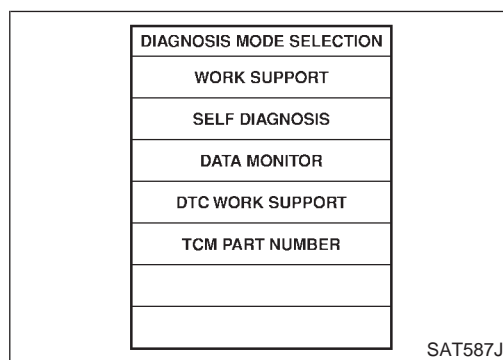 DIAGNOSIS MODE SELECTION
WORK SUPPORT
SELF DIAGNOSIS
DATA MONITOR
DTC WORK SUPPORT
TCM PART NUMBER
SAT587J